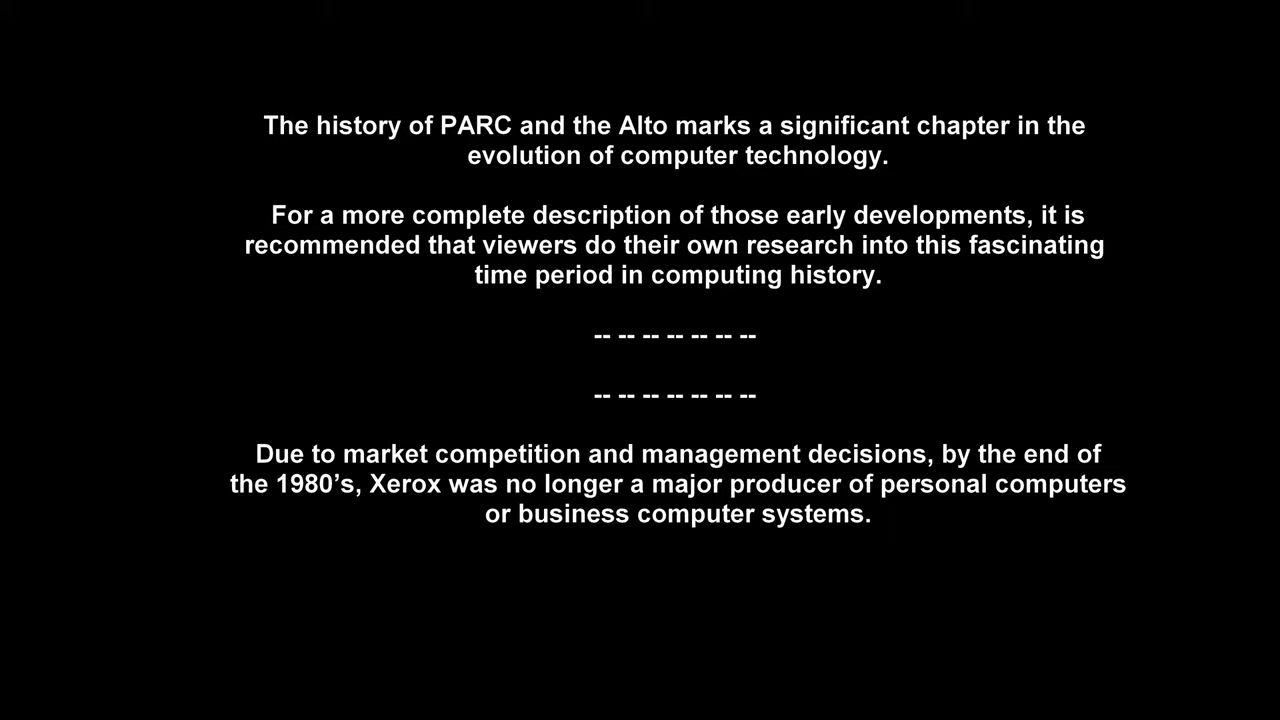 The history of PARC and the Alto marks a significant chapter in the
evolution of computer technology.
For a more complete description of those early developments, it is
recommended that viewers do their own research into this fascinating
time period in computing history.
-- -- -- -- -- -- --
-- -- -- -- -- -- --
Due to market competition and management decisions, by the end of
the 1980’s, Xerox was no longer a major producer of personal computers
or business computer systems.